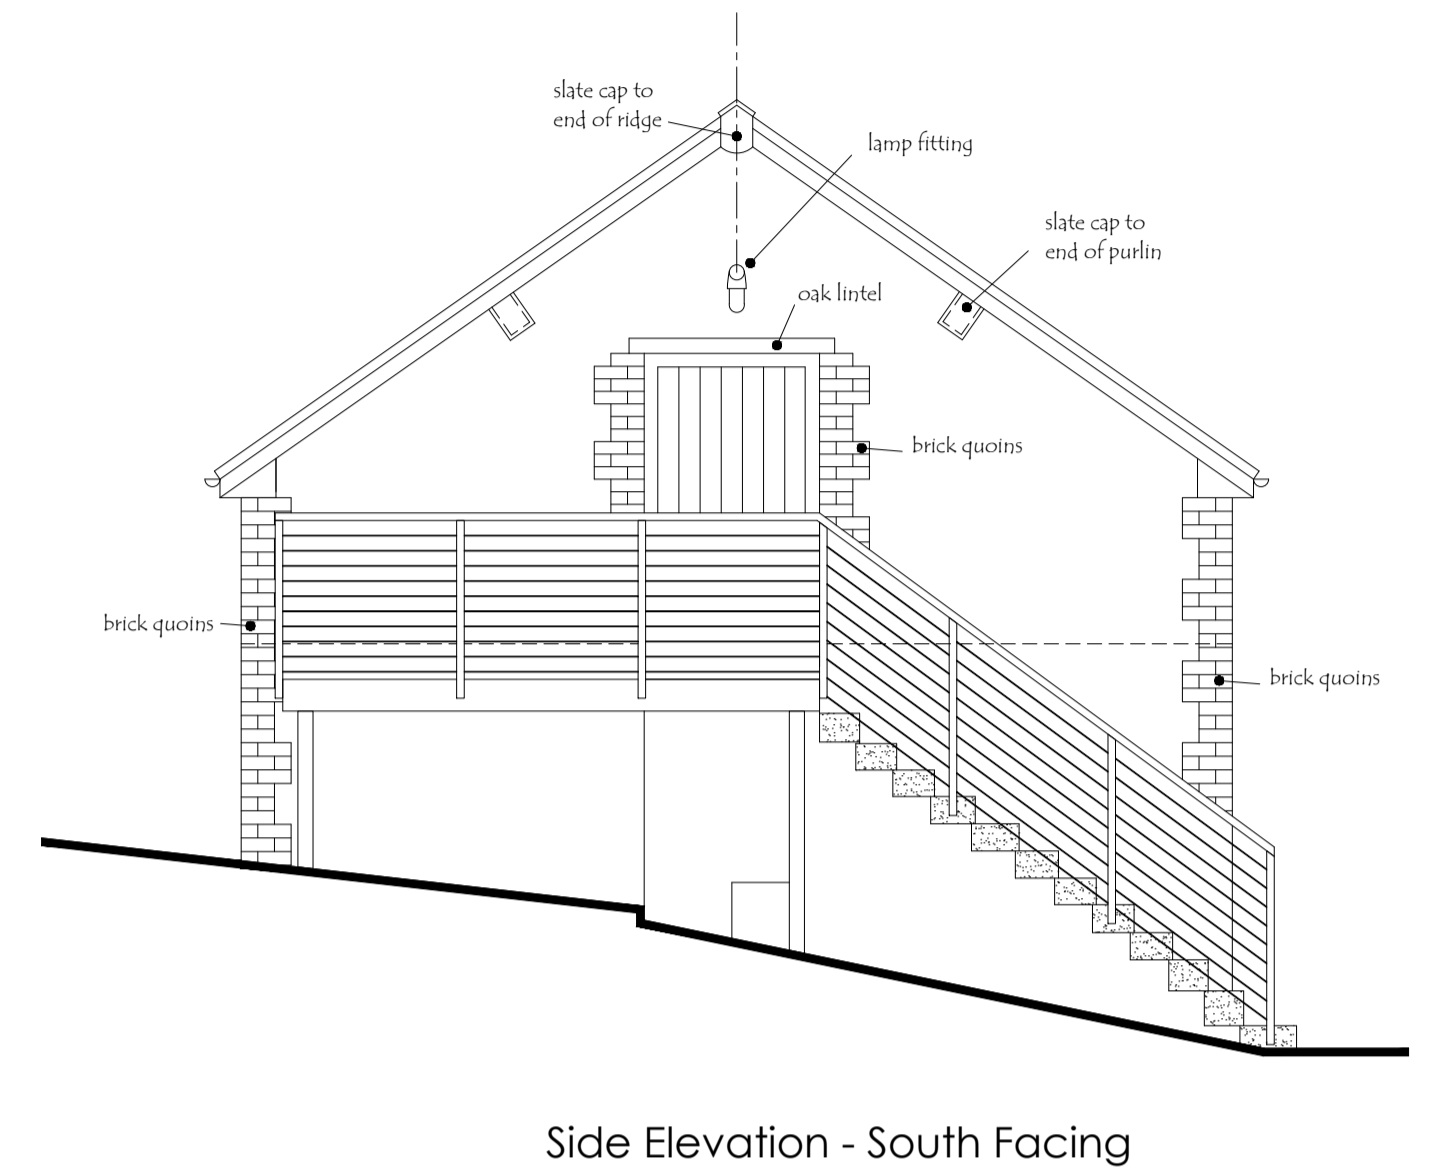 slate cap to
end of ridge
lamp fitting
slate cap to
end of purlin
oak lintel
brick quoins
brick quoins
brick quoins
Side Elevation - South Facing